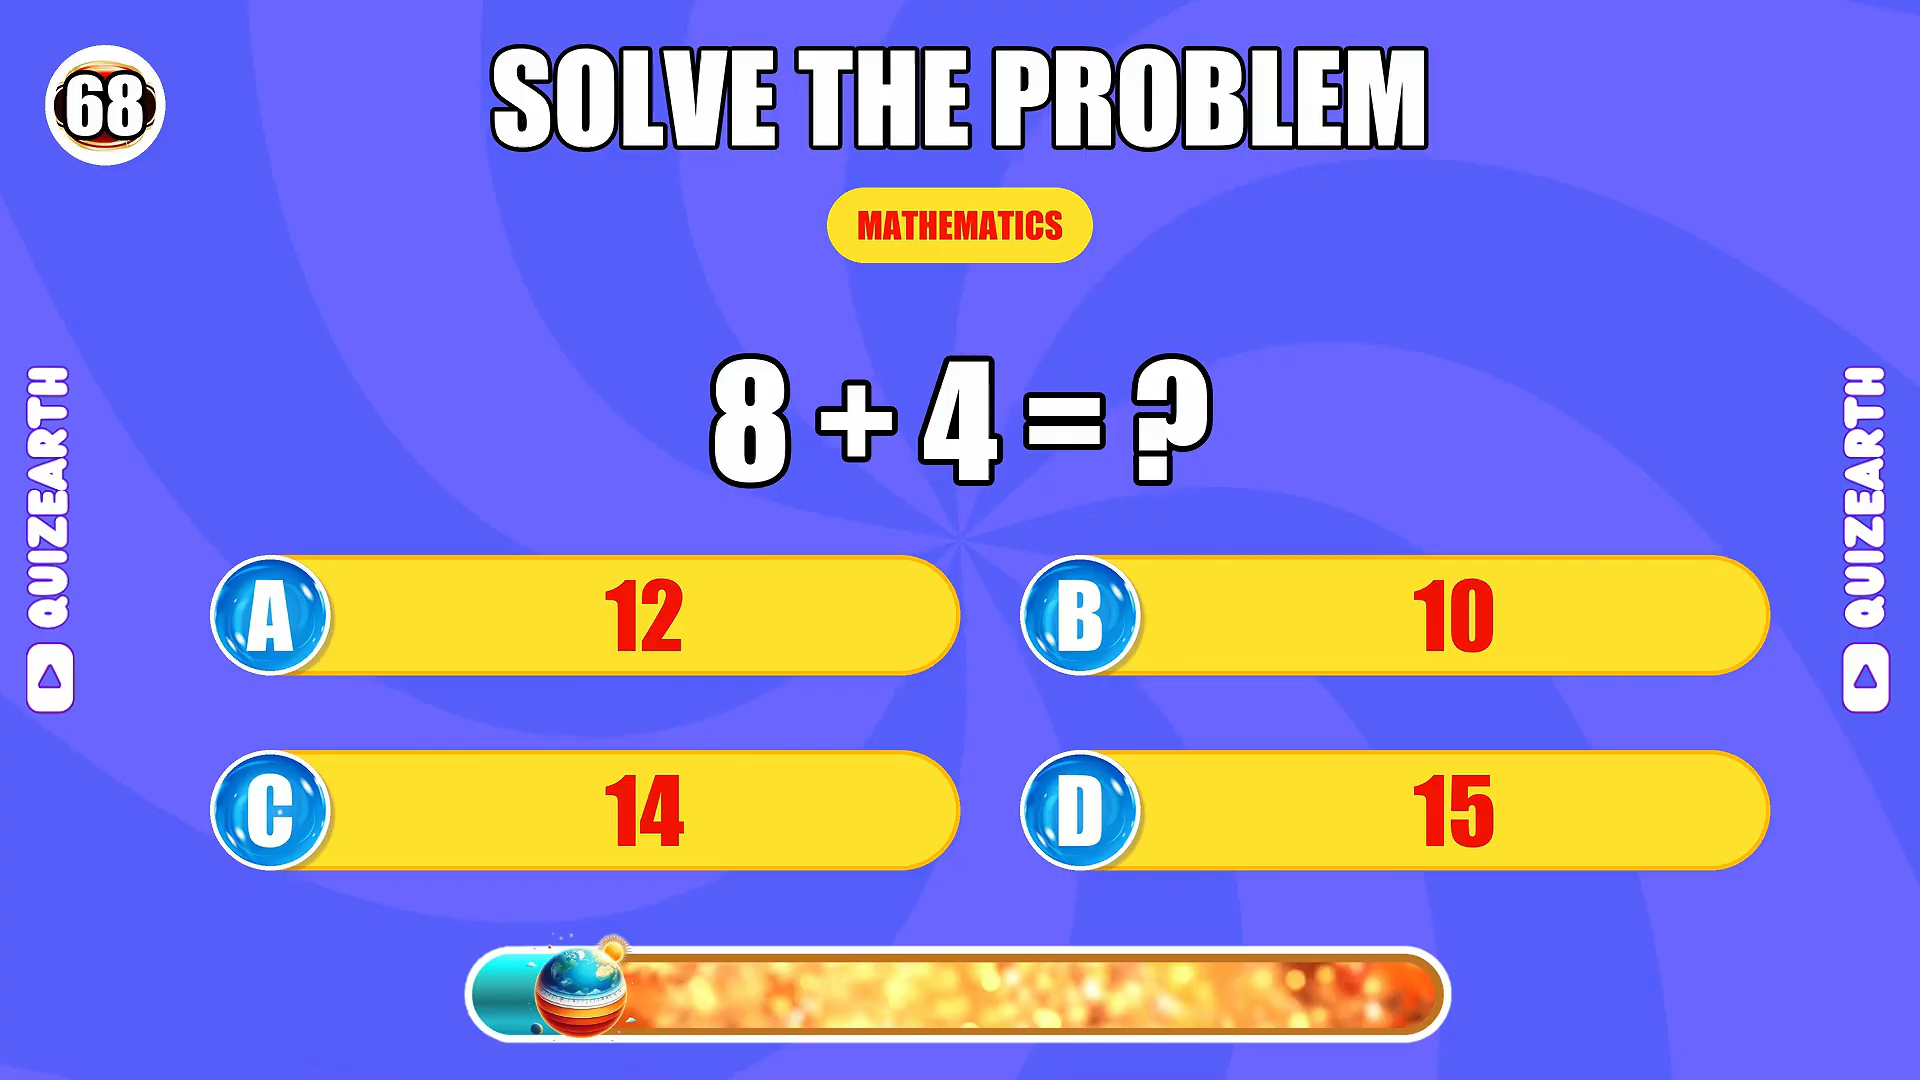 68
SOLVE THE PROBLEM
MATHEMATICS
8 + 4 = ?
A 12
B 10
C 14
D 15
QUIZEARTH
QUIZEARTH